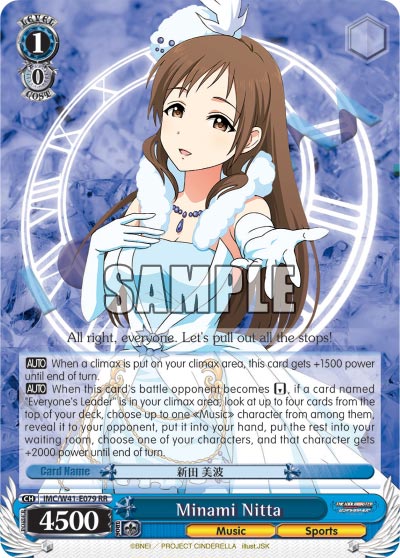 LEVEL
1
0
COST
SAMPLE
All right, everyone. Let's pull out all the stops!
AUTO When a climax is put on your climax area, this card gets +1500 power
until end of turn.
AUTO When this card's battle opponent becomes, if a card named
"Everyone's Leader" is in your climax area, look at up to four cards from the
top of your deck, choose up to one «Music» character from among them,
reveal it to your opponent, put it into your hand, put the rest into your
waiting room, choose one of your characters, and that character gets
+2000 power until end of turn.
Card Name 新田 美波
CH IMC/W41-E079 RR
4500
Minami Nitta
Music Sports
©BNEI / PROJECT CINDERELLA illust.JSK